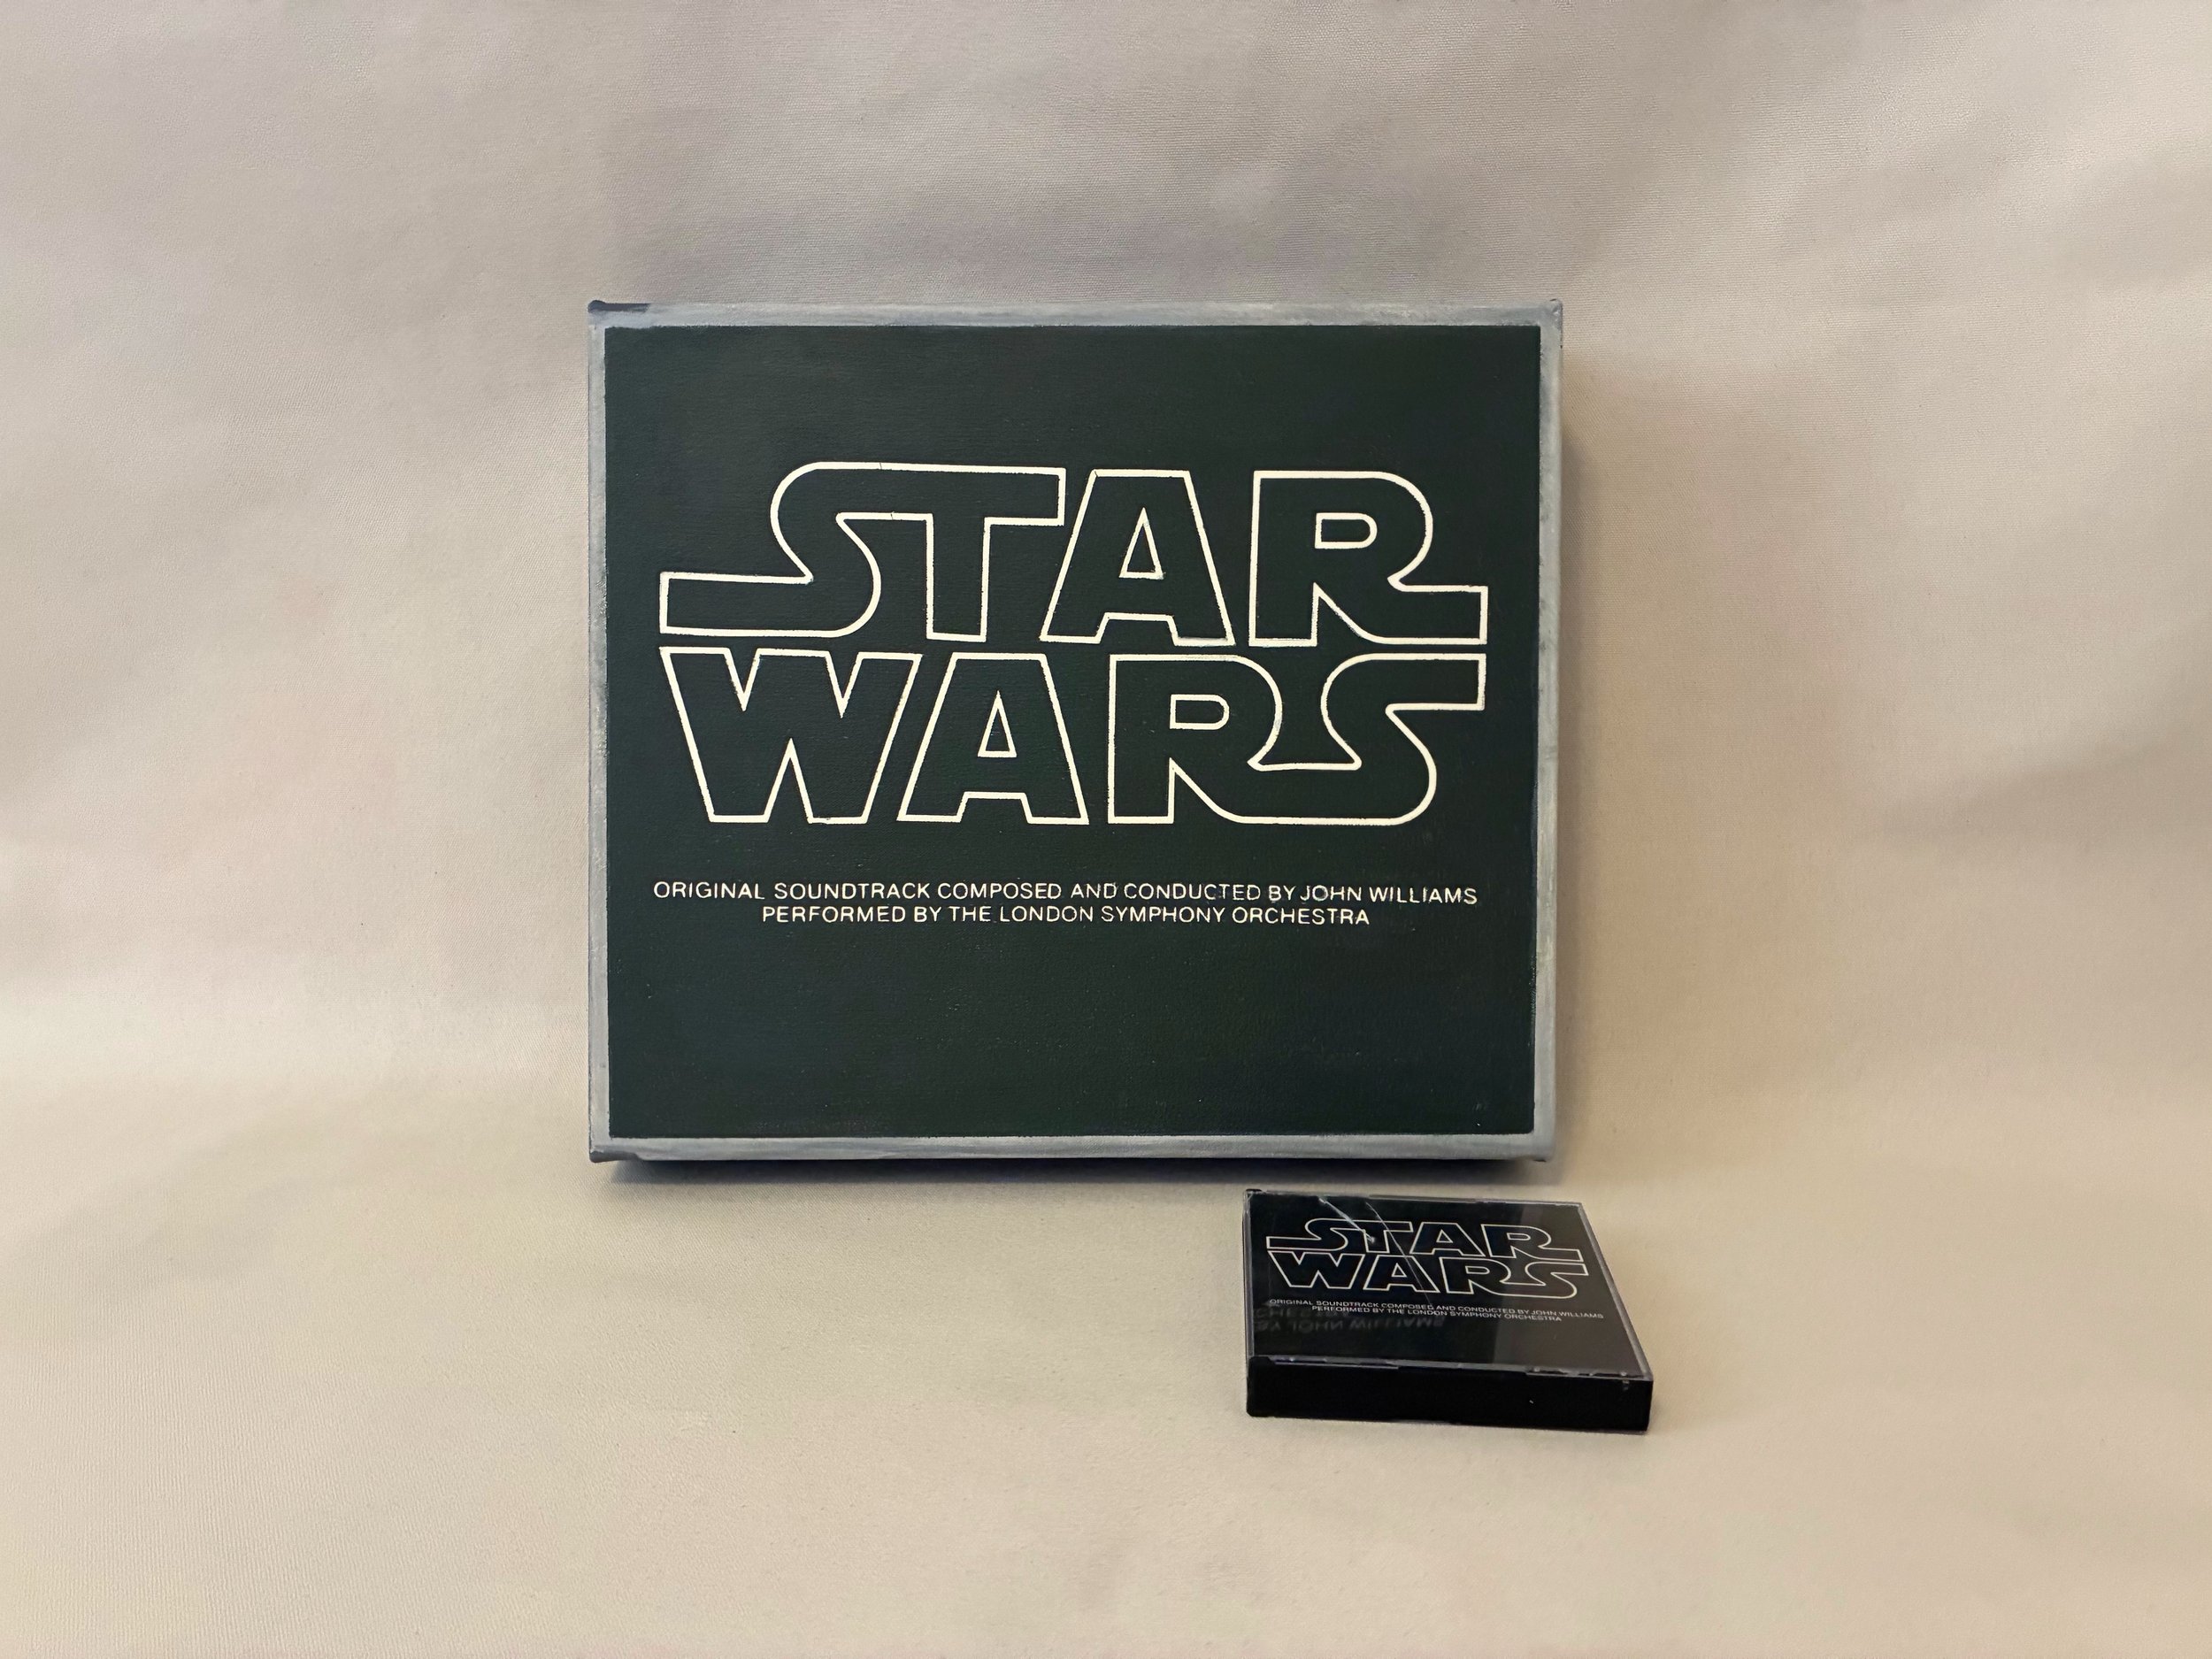 STAR
WARS
ORIGINAL SOUNDTRACK COMPOSED AND CONDUCTED BY JOHN WILLIAMS
PERFORMED BY THE LONDON SYMPHONY ORCHESTRA
STAR
WARS
ORIGINAL SOUNDTRACK COMPOSED AND CONDUCTED BY JOHN WILLIAMS
PERFORMED BY THE LONDON SYMPHONY ORCHESTRA